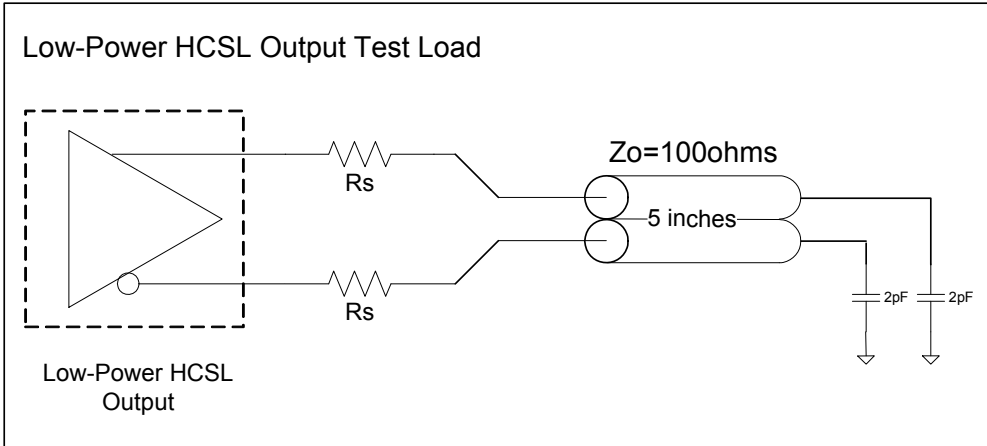 Low-Power HCSL Output Test Load
Rs
Zo=100ohms
5 inches
Rs
2pF
2pF
Low-Power HCSL
Output